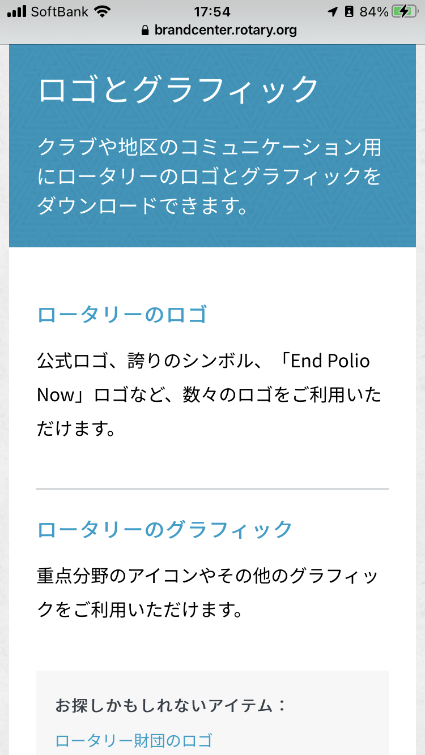 SoftBank 17:54 84%
brandcenter.rotary.org
ロゴとグラフィック
クラブや地区のコミュニケーション用
にロータリーのロゴとグラフィックを
ダウンロードできます。
ロータリーのロゴ
公式ロゴ、誇りのシンボル、「End Polio
Now」ロゴなど、数々のロゴをご利用いた
だけます。
ロータリーのグラフィック
重点分野のアイコンやその他のグラフィッ
クをご利用いただけます。
お探しかもしれないアイテム：
ロータリー財団のロゴ